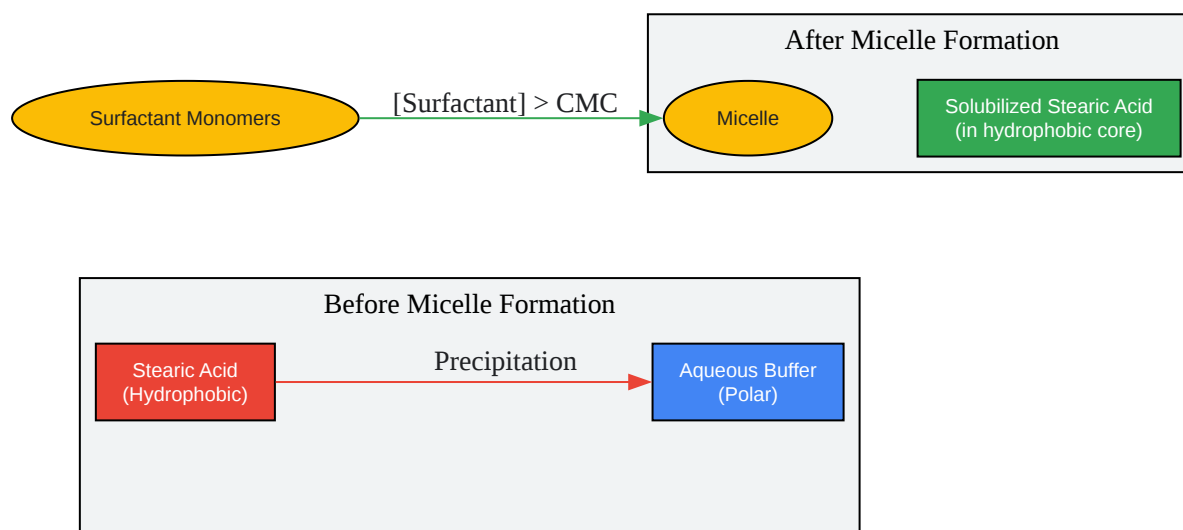 After Micelle Formation
Surfactant Monomers
[Surfactant] > CMC
Micelle
Solubilized Stearic Acid
(in hydrophobic core)
Before Micelle Formation
Stearic Acid
(Hydrophobic)
Precipitation
Aqueous Buffer
(Polar)